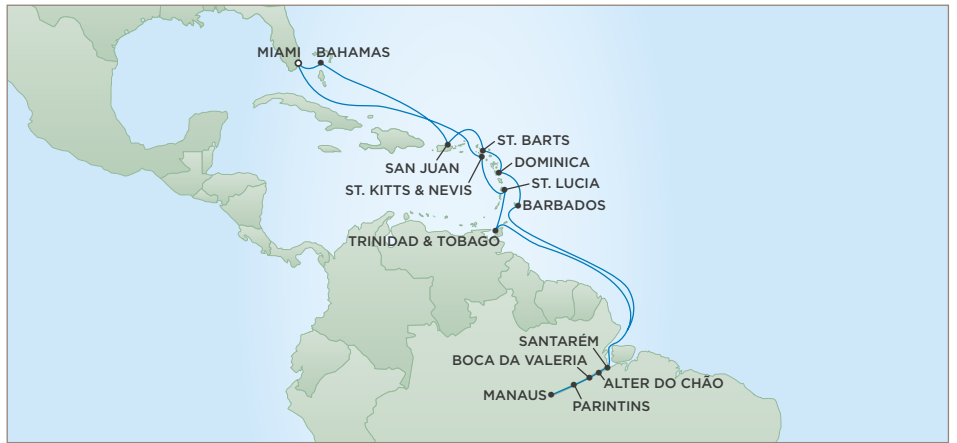 MIAMI
BAHAMAS
ST. BARTS
SAN JUAN
DOMINICA
ST. KITTS & NEVIS
ST. LUCIA
BARBADOS
TRINIDAD & TOBAGO
SANTARÉM
BOCA DA VALERIA
ALTER DO CHÃO
MANAUS
PARINTINS